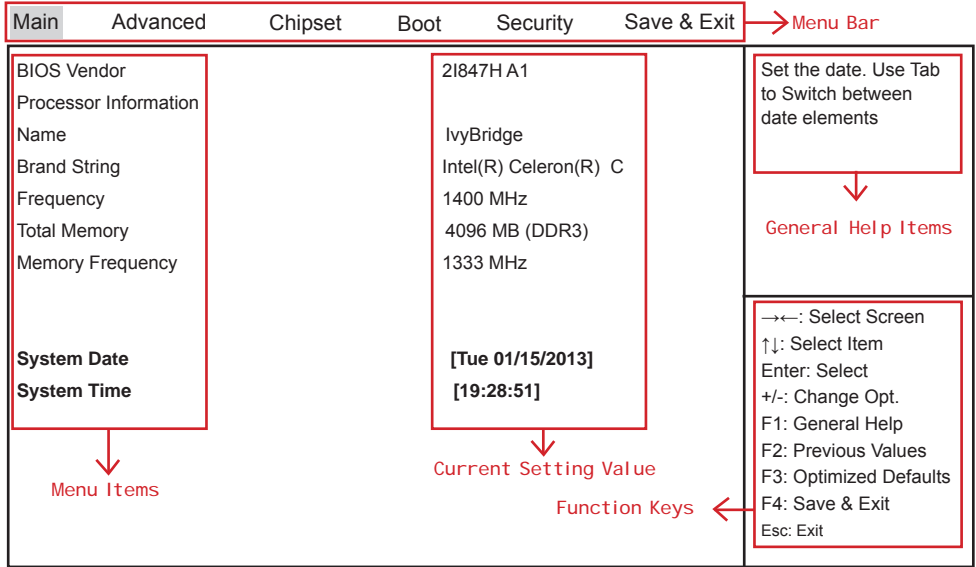 Main Advanced Chipset Boot Security Save & Exit Menu Bar
BIOS Vendor 2I847H A1
Processor Information
Name IvyBridge
Brand String Intel(R) Celeron(R) C
Frequency 1400 MHz
Total Memory 4096 MB (DDR3)
Memory Frequency 1333 MHz
System Date [Tue 01/15/2013]
System Time [19:28:51]
Menu Items
Current Setting Value
Set the date. Use Tab
to Switch between
date elements
General Help Items
→←: Select Screen
↑↓: Select Item
Enter: Select
+/-: Change Opt.
F1: General Help
F2: Previous Values
F3: Optimized Defaults
F4: Save & Exit
Esc: Exit
Function Keys